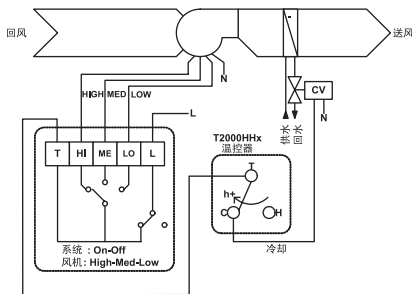 回风
送风
-
CV
N
N
HIGH MED LOW
L
供水
回水
T HI ME LO L
T2000HHx
温控器
T
h+
C H
冷却
系统 : On-Off
风机: High-Med-Low